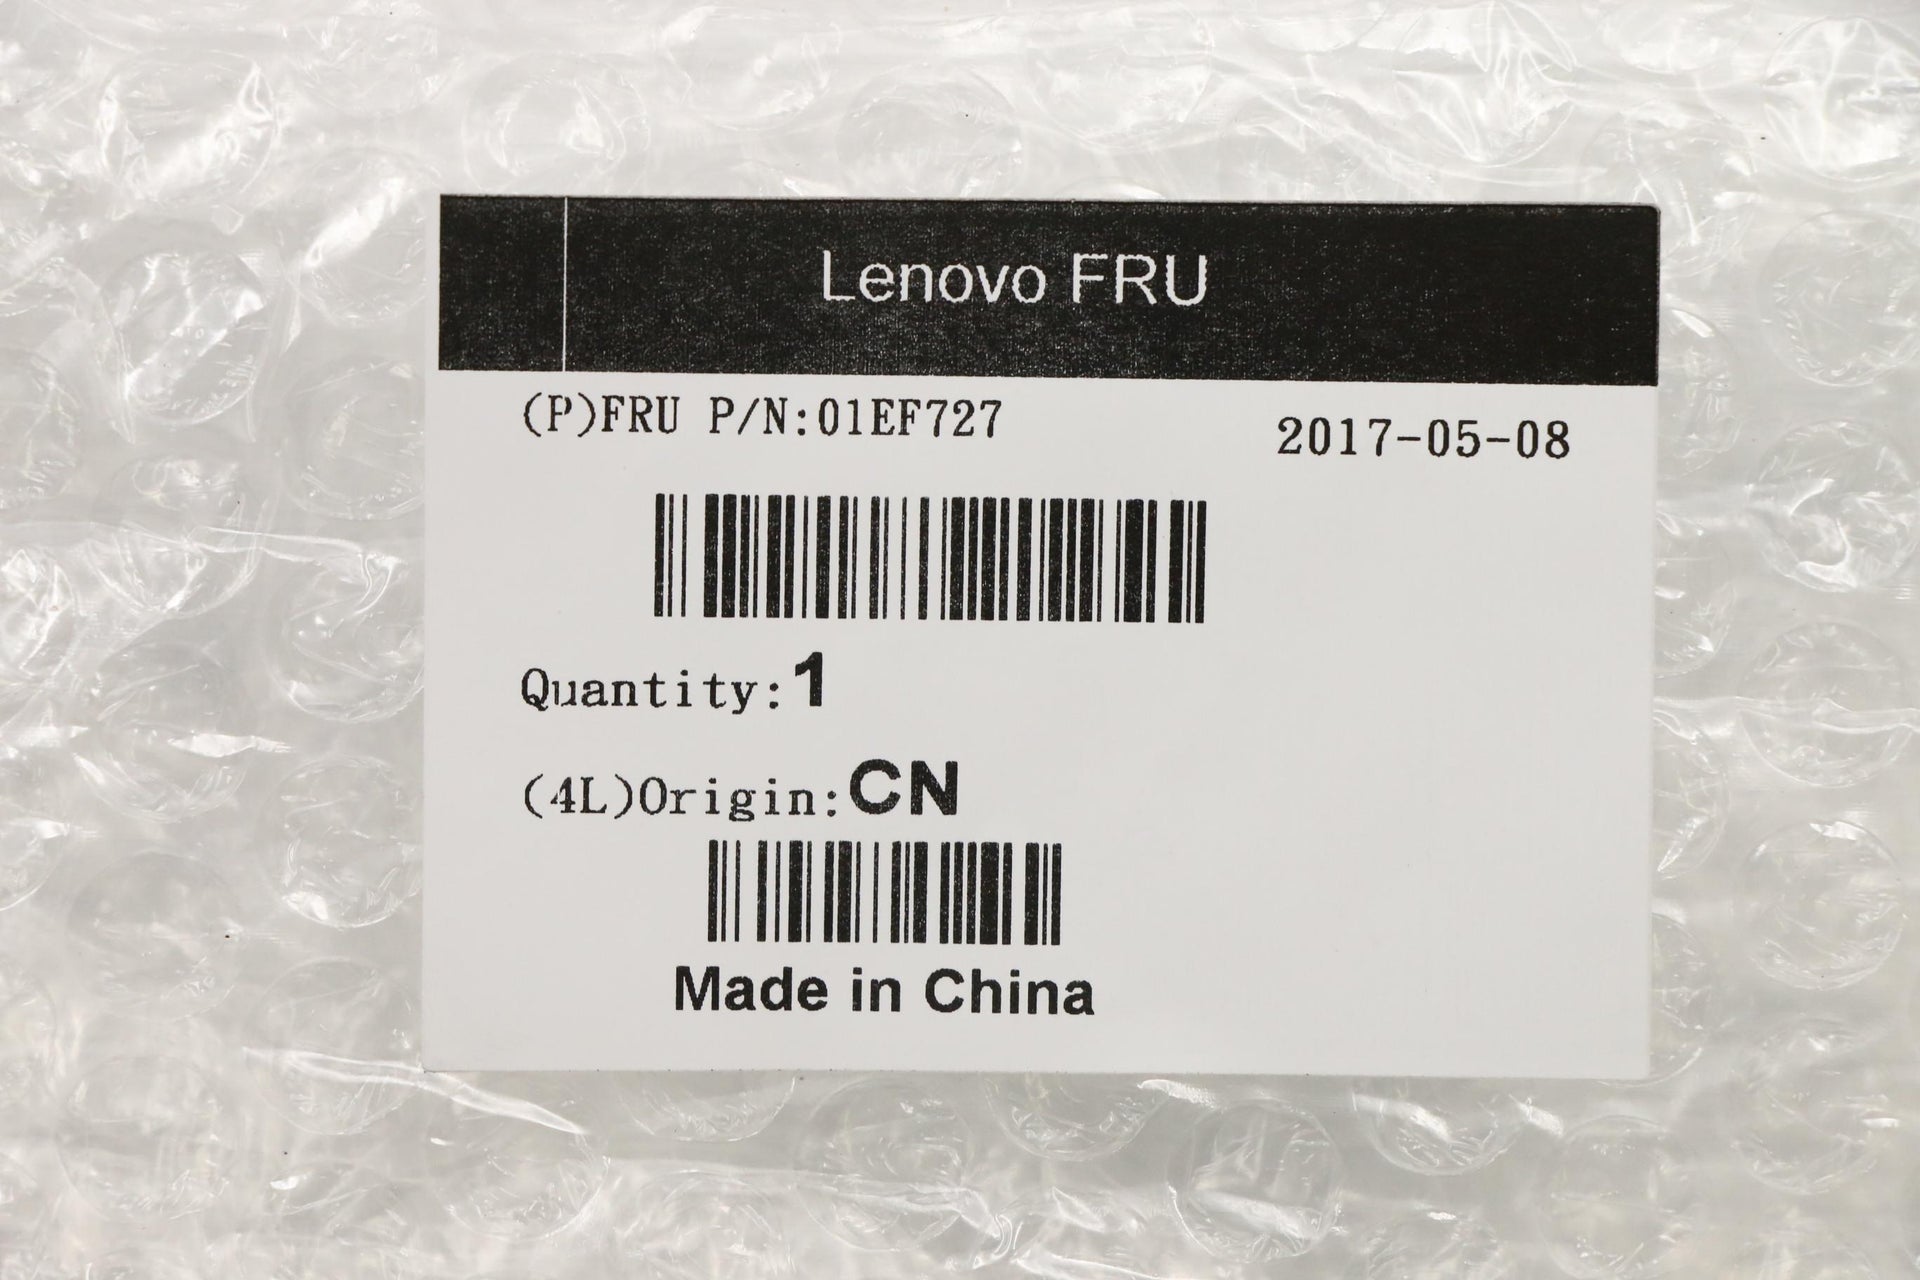 Lenovo FRU
(P)FRU P/N:01EF727
2017-05-08
Quantity:1
(4L)Origin:CN
Made in China